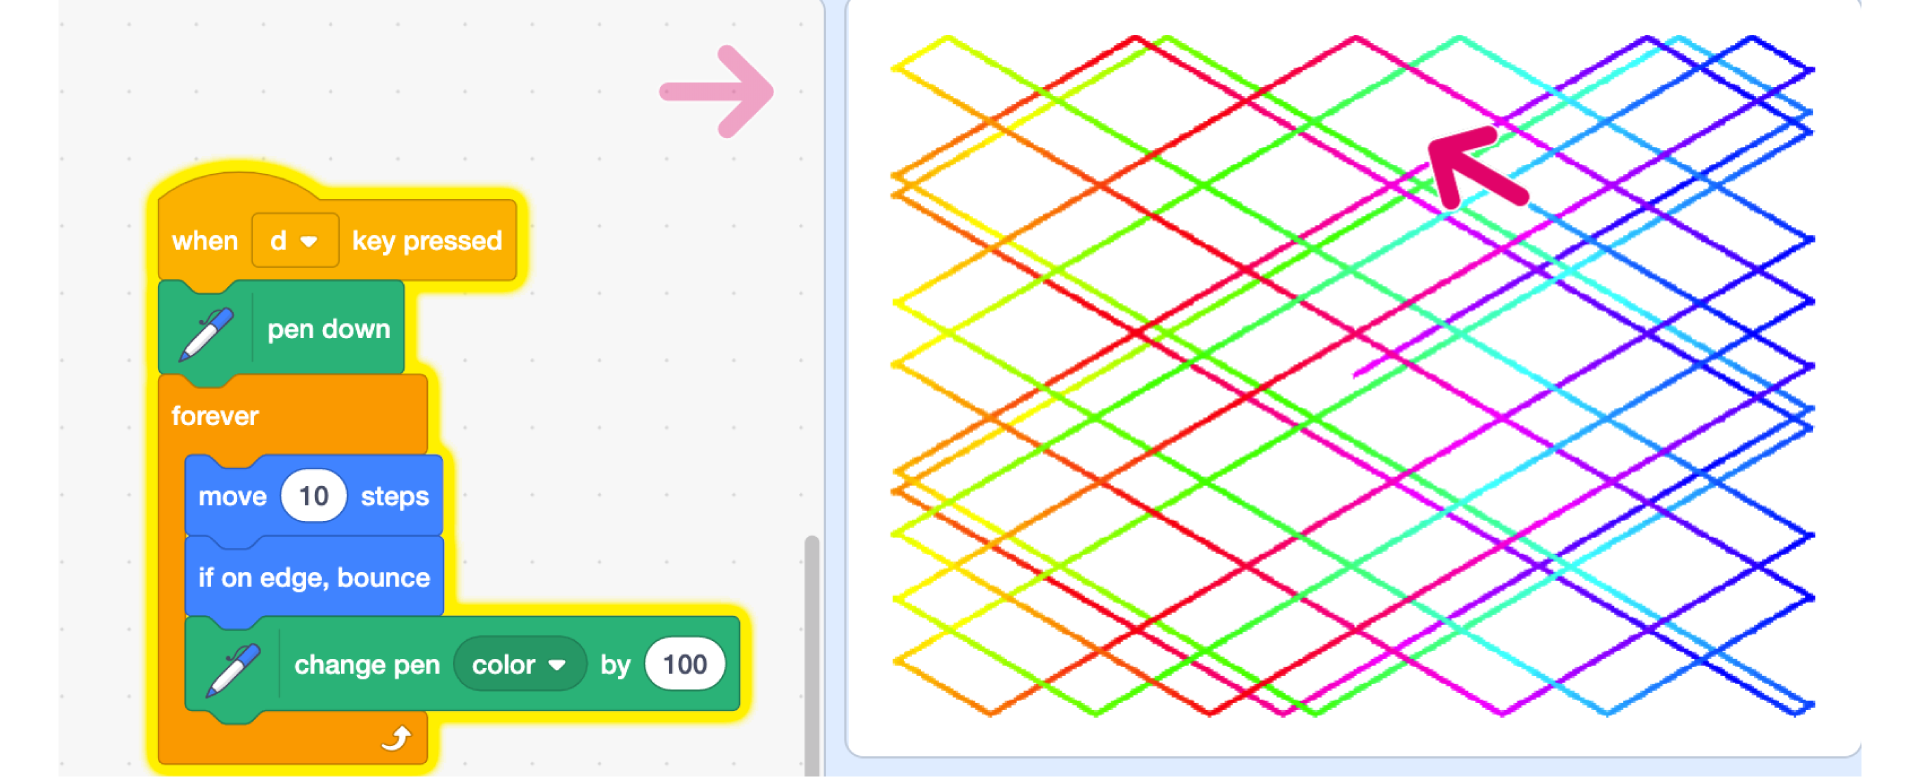 when d key pressed
pen down
forever
move 10 steps
if on edge, bounce
change pen color by 100